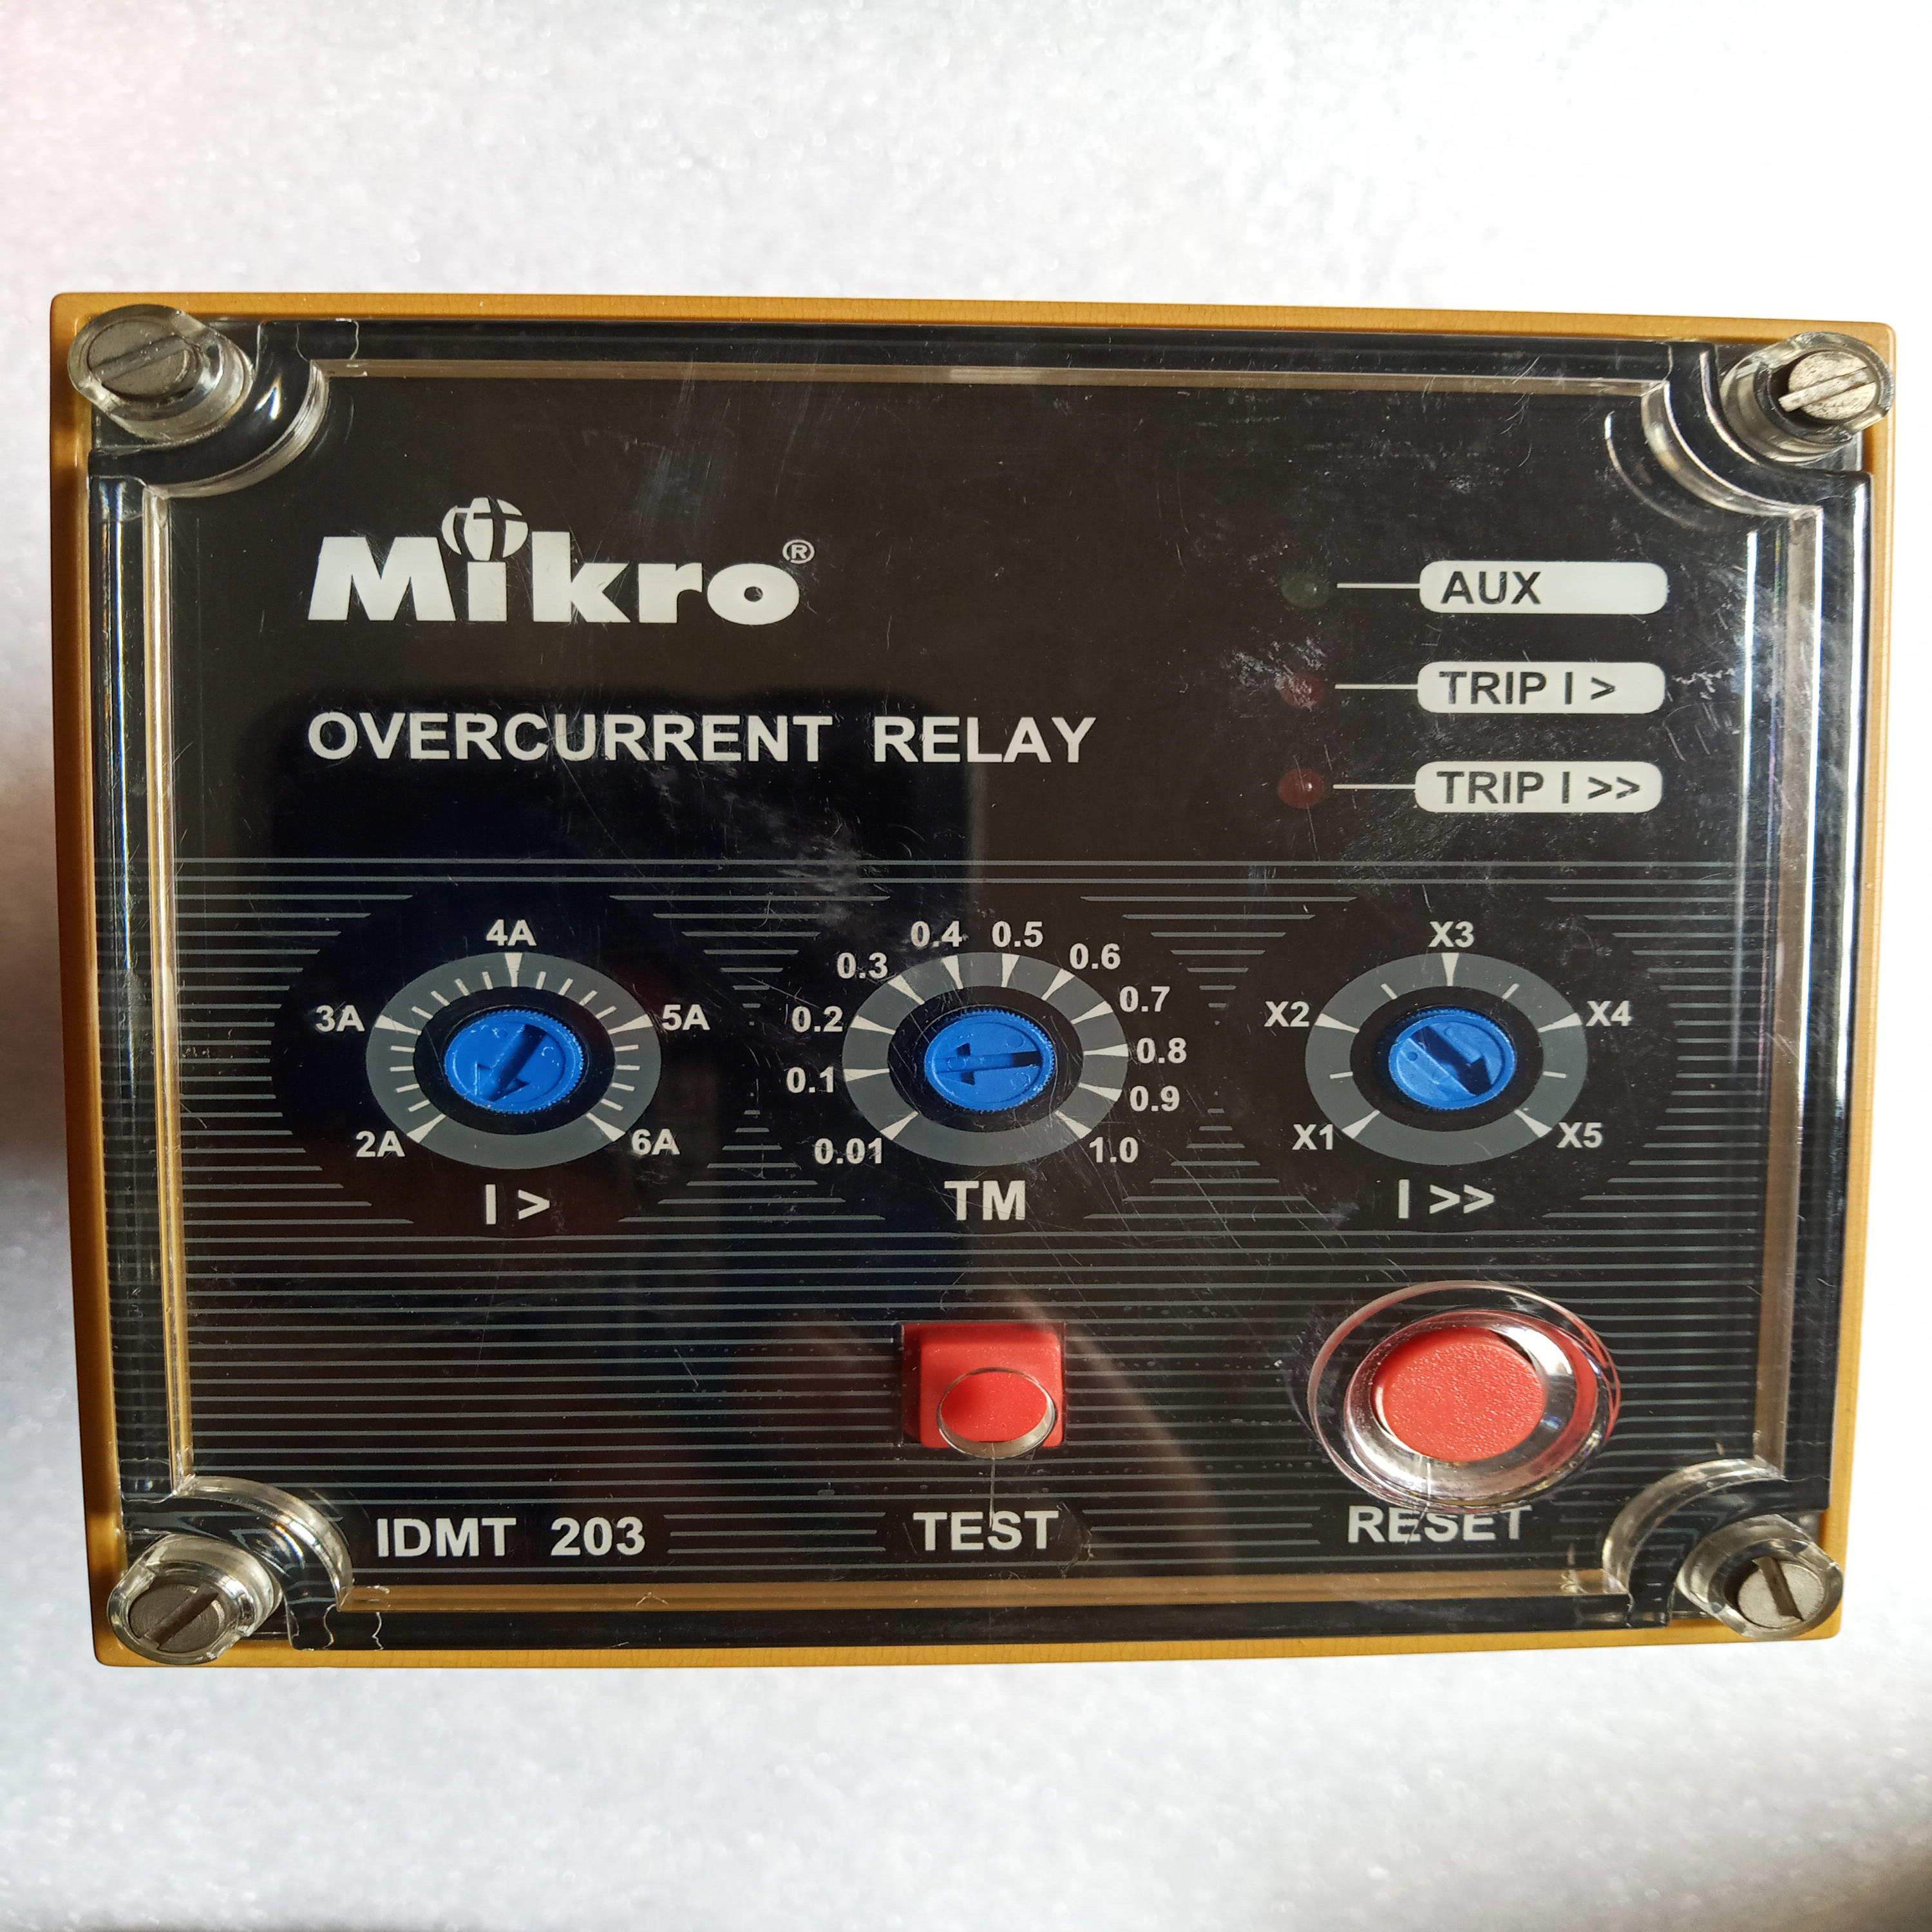 Mikro®
OVERCURRENT RELAY
AUX
TRIP I >
TRIP I >>
2A
3A
4A
5A
6A
I >
0.01
0.1
0.2
0.3
0.4
0.5
0.6
0.7
0.8
0.9
1.0
TM
X1
X2
X3
X4
X5
I >>
IDMT 203
TEST
RESET